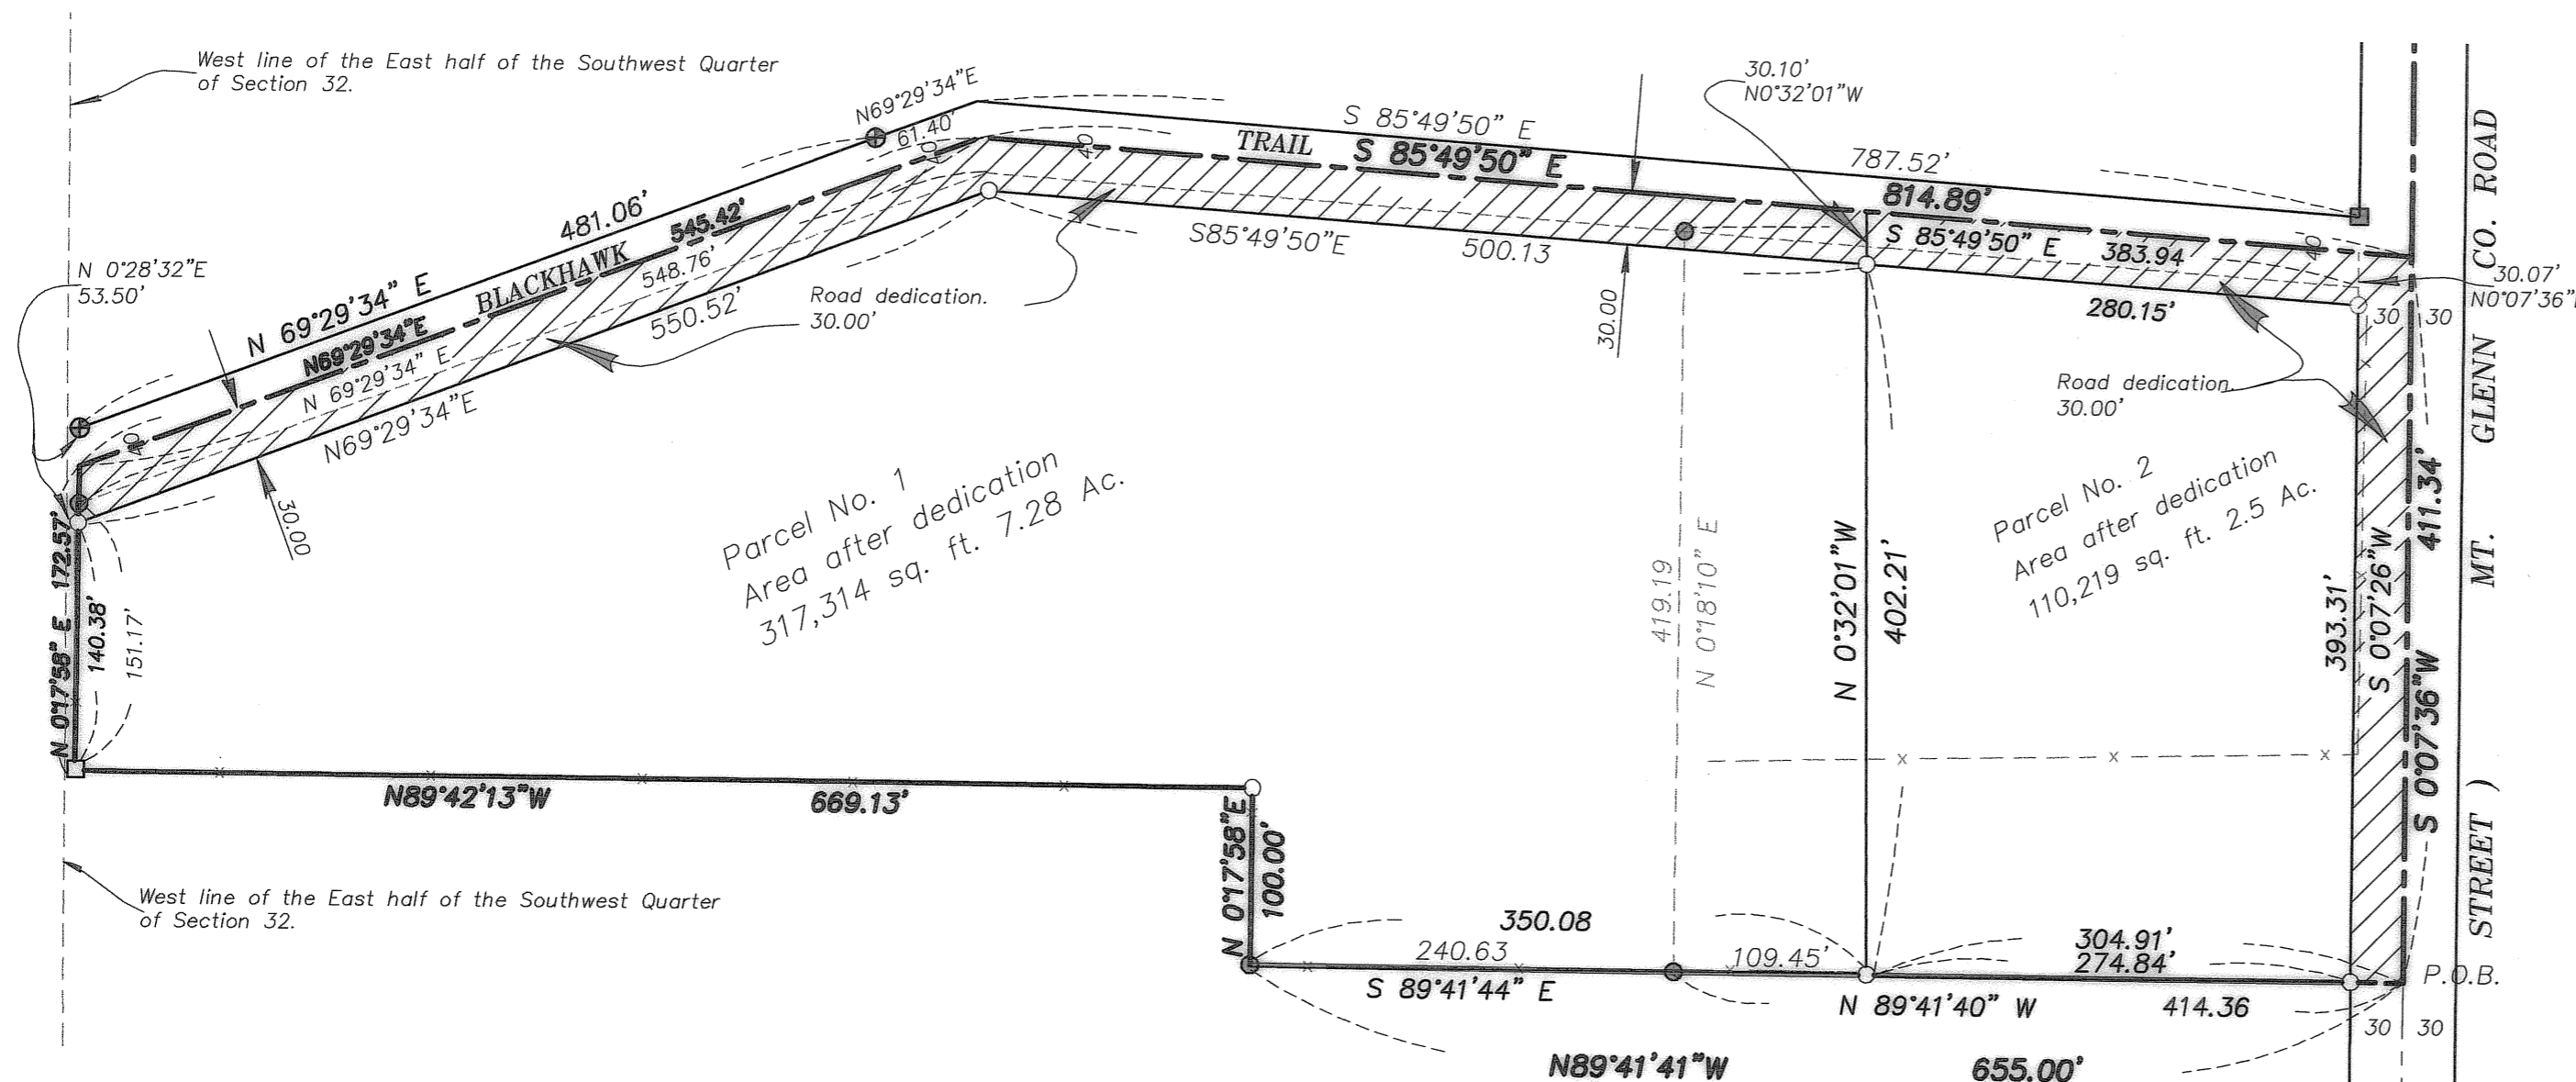 West line of the East half of the Southwest Quarter
of Section 32.
N69°29'34"E
61.40'
30.10'
N0°32'01"W
S 85°49'50" E
787.52'
TRAIL
S 85°49'50" E
814.89'
40
40
481.06'
545.42'
N 69°29'34" E
BLACKHAWK
548.76'
N69°29'34"E
N 69°29'34" E
550.52'
N69°29'34"E
N 0°28'32"E
53.50'
40
30.00
Road dedication.
30.00'
S85°49'50"E
500.13
30.00
S 85°49'50" E
383.94
40
280.15'
30.07'
N0°07'36"
30
30
Road dedication
30.00'
MT. GLENN CO. ROAD
STREET )
Parcel No. 1
Area after dedication
317,314 sq. ft. 7.28 Ac.
Parcel No. 2
Area after dedication
110,219 sq. ft. 2.5 Ac.
N 0°17'58" E 172.57'
140.38'
151.17'
419.19
N 0°18'10" E
N 0°32'01"W
402.21'
393.31'
S 0°07'26"W
411.34'
S 0°07'36"W
N89°42'13"W
669.13'
N 0°17'58"E
100.00'
West line of the East half of the Southwest Quarter
of Section 32.
350.08
240.63
109.45'
S 89°41'44" E
304.91'
274.84'
N 89°41'40" W
414.36
P.O.B.
30
30
N89°41'41"W
655.00'